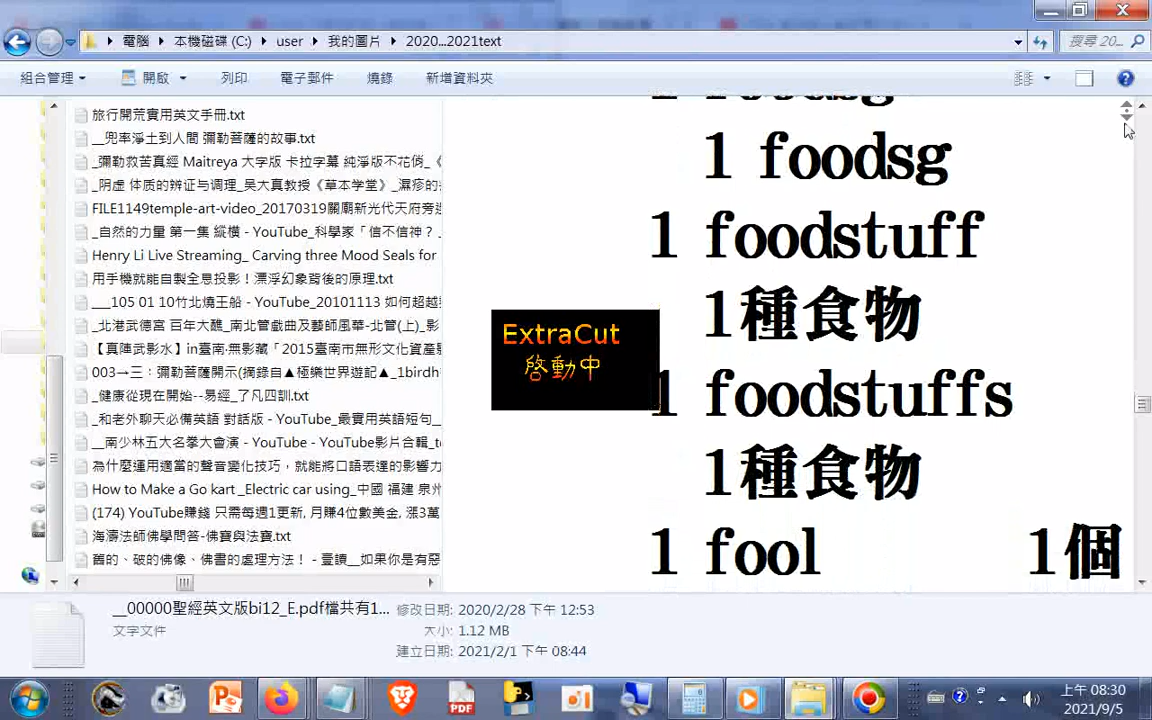 電腦 本機磁碟 (C:) user 我的圖片 2020...2021text 搜尋 20...
組合管理 開啟 列印 電子郵件 燒錄 新增資料夾
旅行開荒實用英文手冊.txt
__兜率淨土到人間 彌勒菩薩的故事.txt
_彌勒救苦真經 Maitreya 大字版 卡拉字幕 純淨版不花俏_《
_阴虚 体质的辨证与调理_吴大真教授《草本学堂》_濕疹的
FILE1149temple-art-video_20170319關廟新光代天府旁
_自然的力量 第一集 縱橫 - YouTube_科學家「信不信神？
Henry Li Live Streaming_ Carving three Mood Seals for
用手機就能自製全息投影！漂浮幻象背後的原理.txt
___105 01 10竹北燒王船 - YouTube_20101113 如何超越
_北港武德宮 百年大醮_南北管戲曲及藝師風華-北管(上)_影
【真陣武影水】in臺南·無影藏「2015臺南市無形文化資產
003→三：彌勒菩薩開示(摘錄自▲極樂世界遊記▲_1birdh
_健康從現在開始--易經_了凡四訓.txt
_和老外聊天必備英語 對話版 - YouTube_最實用英語短句
__南少林五大名拳大會演 - YouTube - YouTube影片合輯_t
為什麼運用適當的聲音變化技巧，就能將口語表達的影響力
How to Make a Go kart _Electric car using_中國 福建 泉州
(174) YouTube賺錢 只需每週1更新, 月賺4位數美金, 漲3萬
海濤法師佛學問答-佛寶與法寶.txt
舊的、破的佛像、佛書的處理方法！ - 壹讀__如果你是有惡
1 foodsg
1 foodsg
1 foodstuff
1種食物
1 foodstuffs
1種食物
1 fool 1個
ExtraCut
啓動中
__00000聖經英文版bi12_E.pdf檔共有1... 修改日期: 2020/2/28 下午 12:53
文字文件 大小: 1.12 MB
建立日期: 2021/2/1 下午 08:44
上午 08:30
2021/9/5